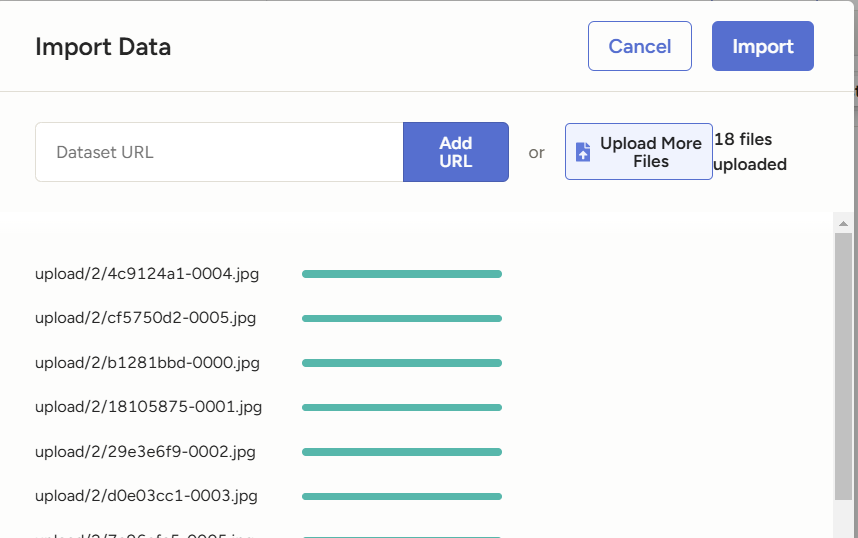 Import Data
Cancel
Import
Dataset URL
Add
URL
or
Upload More
Files
18 files
uploaded
upload/2/4c9124a1-0004.jpg
upload/2/cf5750d2-0005.jpg
upload/2/b1281bbd-0000.jpg
upload/2/18105875-0001.jpg
upload/2/29e3e6f9-0002.jpg
upload/2/d0e03cc1-0003.jpg